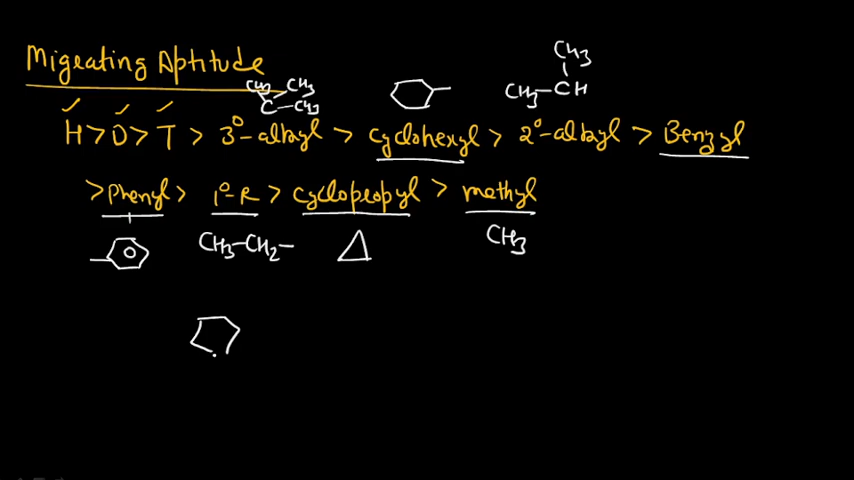 Migrating Aptitude
CH3 CH3
C-CH3
CH3
CH3-CH
H > D > T > 3°-alkyl > cyclohexyl > 2°-alkyl > Benzyl
> Phenyl > 1°-R > cyclopropyl > methyl
CH3-CH2-
CH3